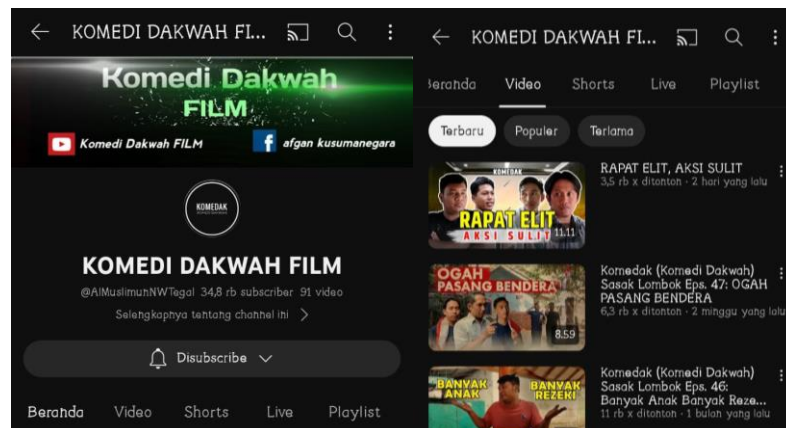 KOMEDI DAKWAH FI...
Komedi Dakwah
FILM
Komedi Dakwah FILM
f afgan kusumanegara
KOMEDAK
KOMEDI DAKWAH FILM
@AlMuslimunNWTegal 34,8 rb subscriber 91 video
Selengkapnya tentang channel ini >
Disubscribe
Beranda Video Shorts Live Playlist
KOMEDI DAKWAH FI...
Beranda Video Shorts Live Playlist
Terbaru Populer Terlama
KOMEDAK
RAPAT ELIT
AKSI SULIT
11.11
RAPAT ELIT, AKSI SULIT
3,5 rb x ditonton · 2 hari yang lalu
OGAH
PASANG BENDERA
8.59
Komedak (Komedi Dakwah)
Sasak Lombok Eps. 47: OGAH
PASANG BENDERA
6,3 rb x ditonton · 2 minggu yang lalu
BANYAK
ANAK
BANYAK
REZEKI
Komedak (Komedi Dakwah)
Sasak Lombok Eps. 46:
Banyak Anak Banyak Reze...
11 rb x ditonton · 1 bulan yang lalu